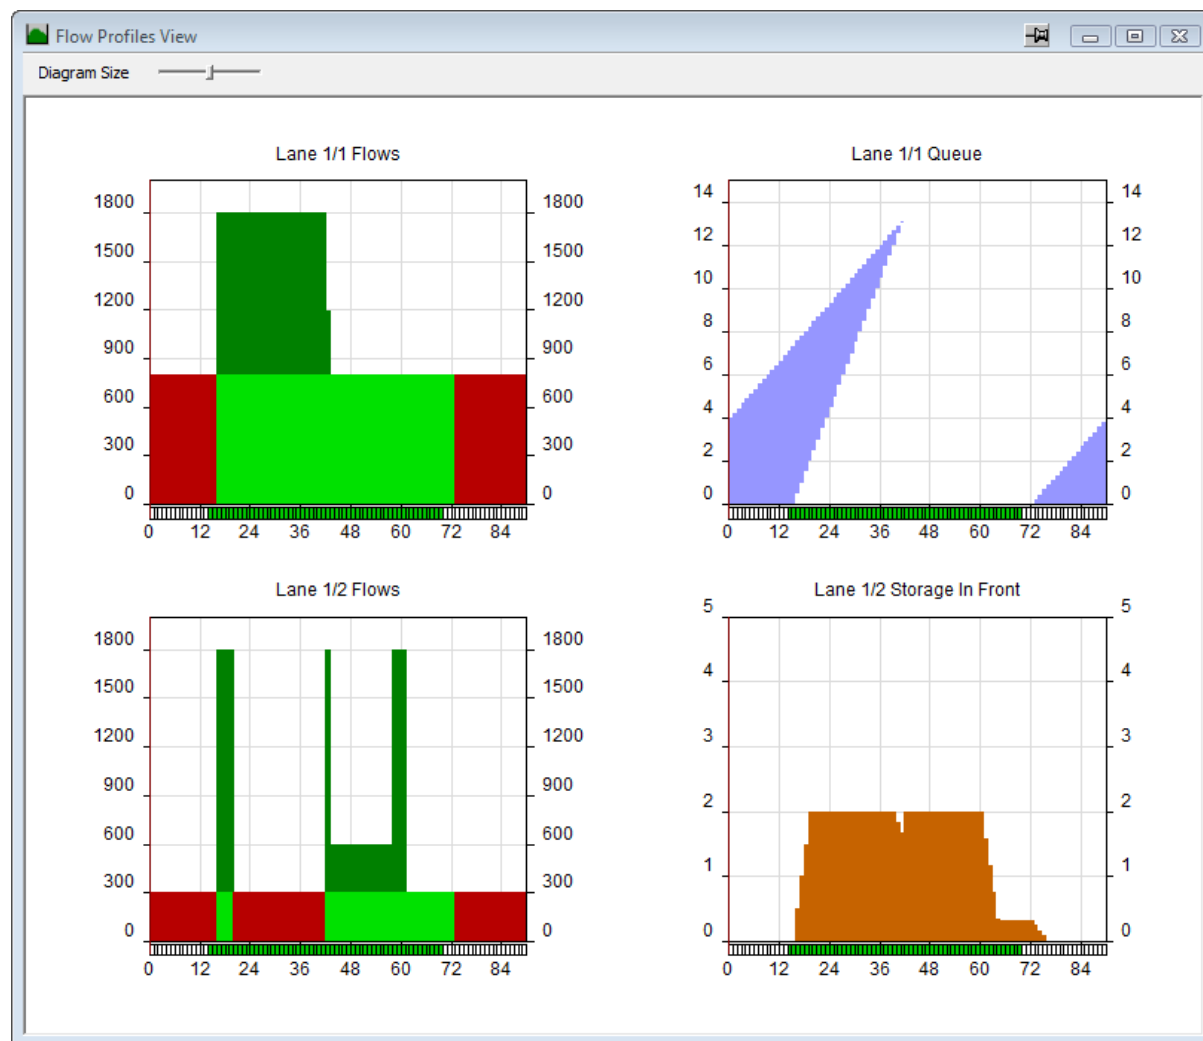 Flow Profiles View
Diagram Size
Lane 1/1 Flows
1800 1800
1500 1500
1200 1200
900 900
600 600
300 300
0 0
0 12 24 36 48 60 72 84
Lane 1/1 Queue
14 14
12 12
10 10
8 8
6 6
4 4
2 2
0 0
0 12 24 36 48 60 72 84
Lane 1/2 Flows
1800 1800
1500 1500
1200 1200
900 900
600 600
300 300
0 0
0 12 24 36 48 60 72 84
Lane 1/2 Storage In Front
5 5
4 4
3 3
2 2
1 1
0 0
0 12 24 36 48 60 72 84